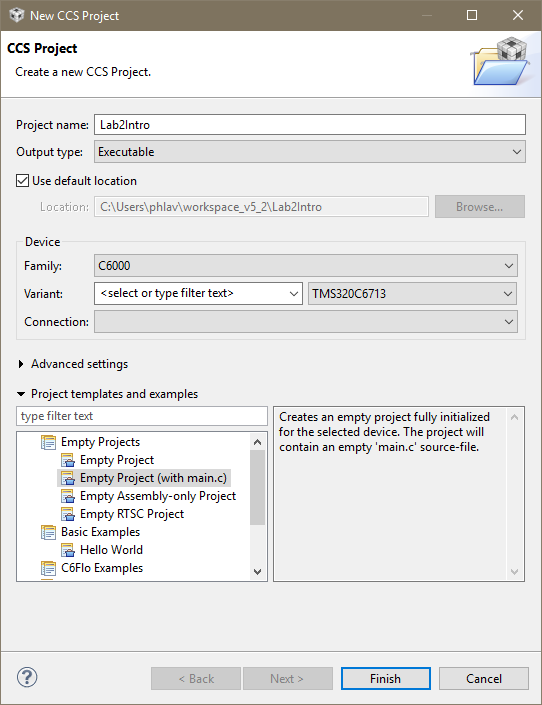 New CCS Project
CCS Project
Create a new CCS Project.
Project name: Lab2Intro
Output type: Executable
Use default location
Location: C:\Users\phlav\workspace_v5_2\Lab2Intro Browse...
Device
Family: C6000
Variant: <select or type filter text> TMS320C6713
Connection:
Advanced settings
Project templates and examples
type filter text
Empty Projects
Empty Project
Empty Project (with main.c)
Empty Assembly-only Project
Empty RTSC Project
Basic Examples
Hello World
C6Flo Examples
Creates an empty project fully initialized
for the selected device. The project will
contain an empty 'main.c' source-file.
? < Back Next > Finish Cancel